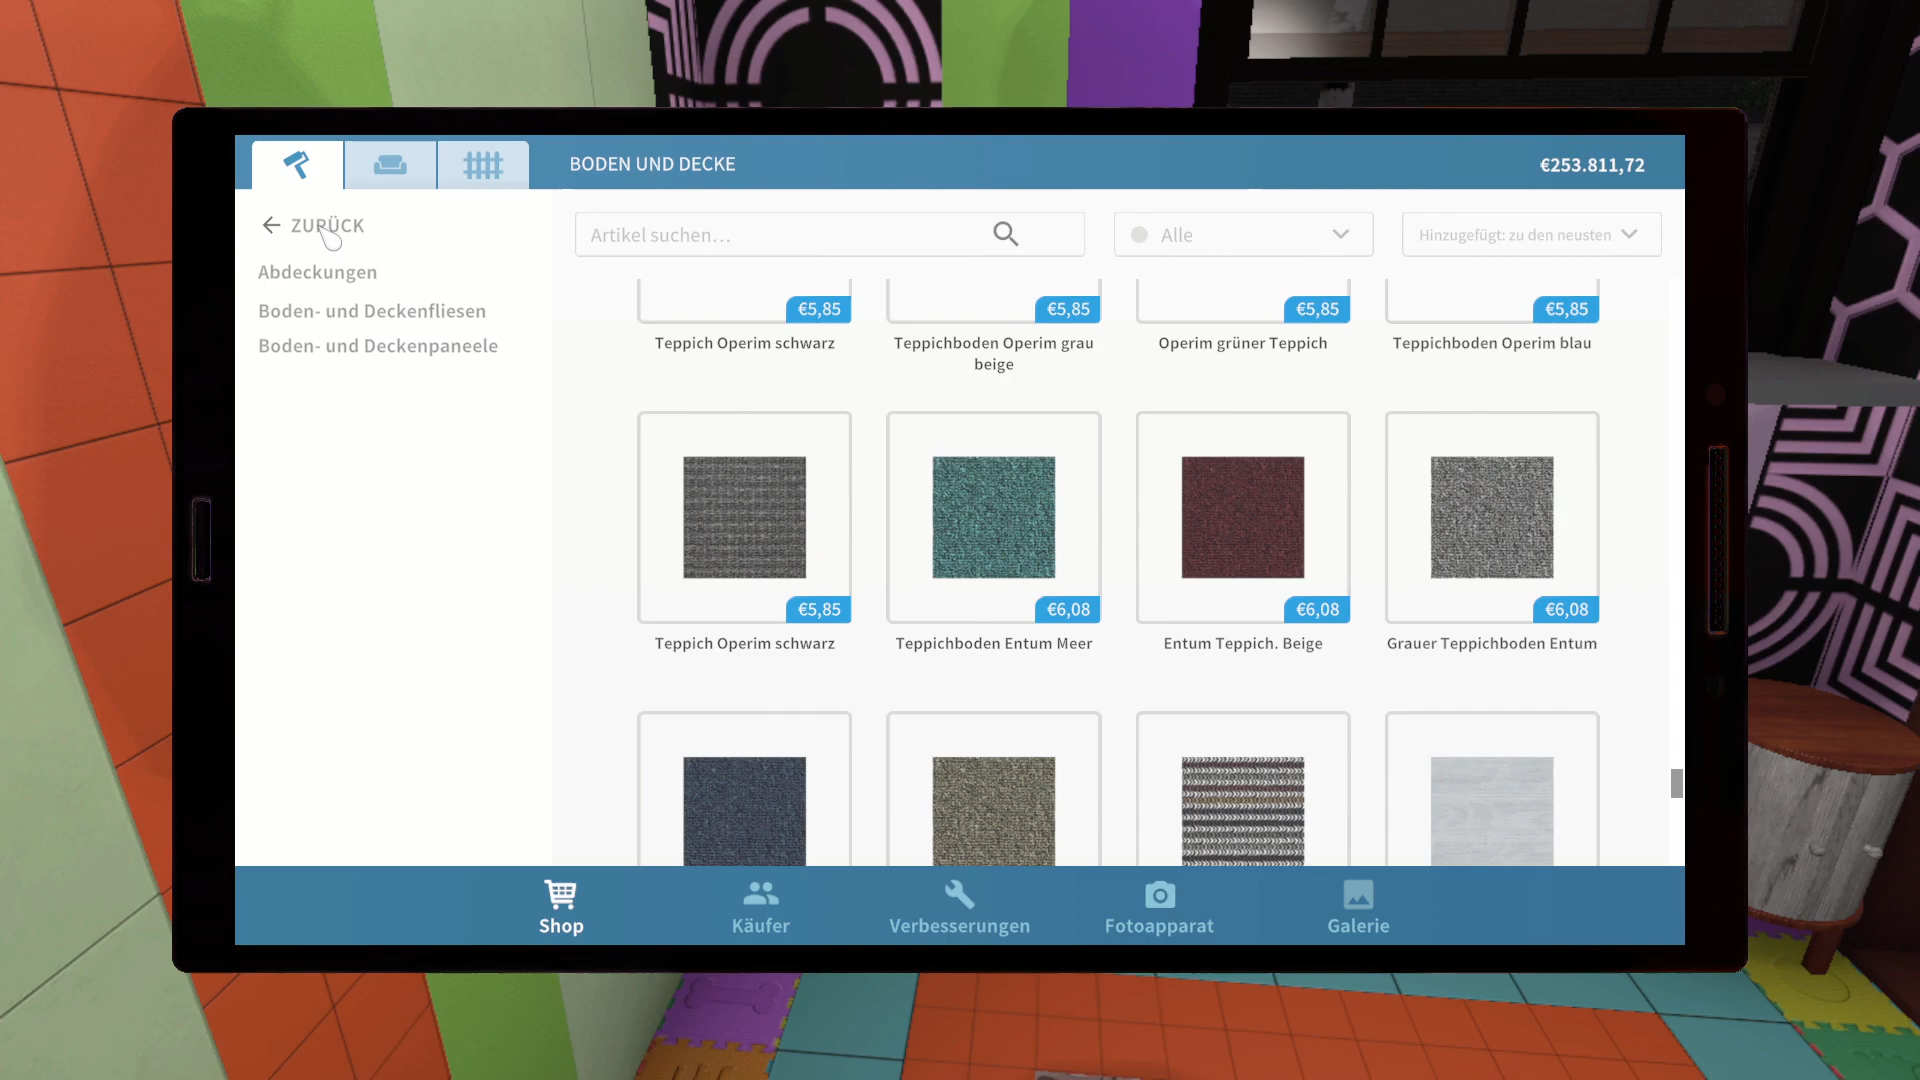 BODEN UND DECKE
€253.811,72
ZURÜCK
Abdeckungen
Boden- und Deckenfliesen
Boden- und Deckenpaneele
Artikel suchen...
Alle
Hinzugefügt: zu den neusten
€5,85
€5,85
€5,85
€5,85
Teppich Operim schwarz
Teppichboden Operim grau
beige
Operim grüner Teppich
Teppichboden Operim blau
€5,85
€6,08
€6,08
€6,08
Teppich Operim schwarz
Teppichboden Entum Meer
Entum Teppich. Beige
Grauer Teppichboden Entum
Shop
Käufer
Verbesserungen
Fotoapparat
Galerie